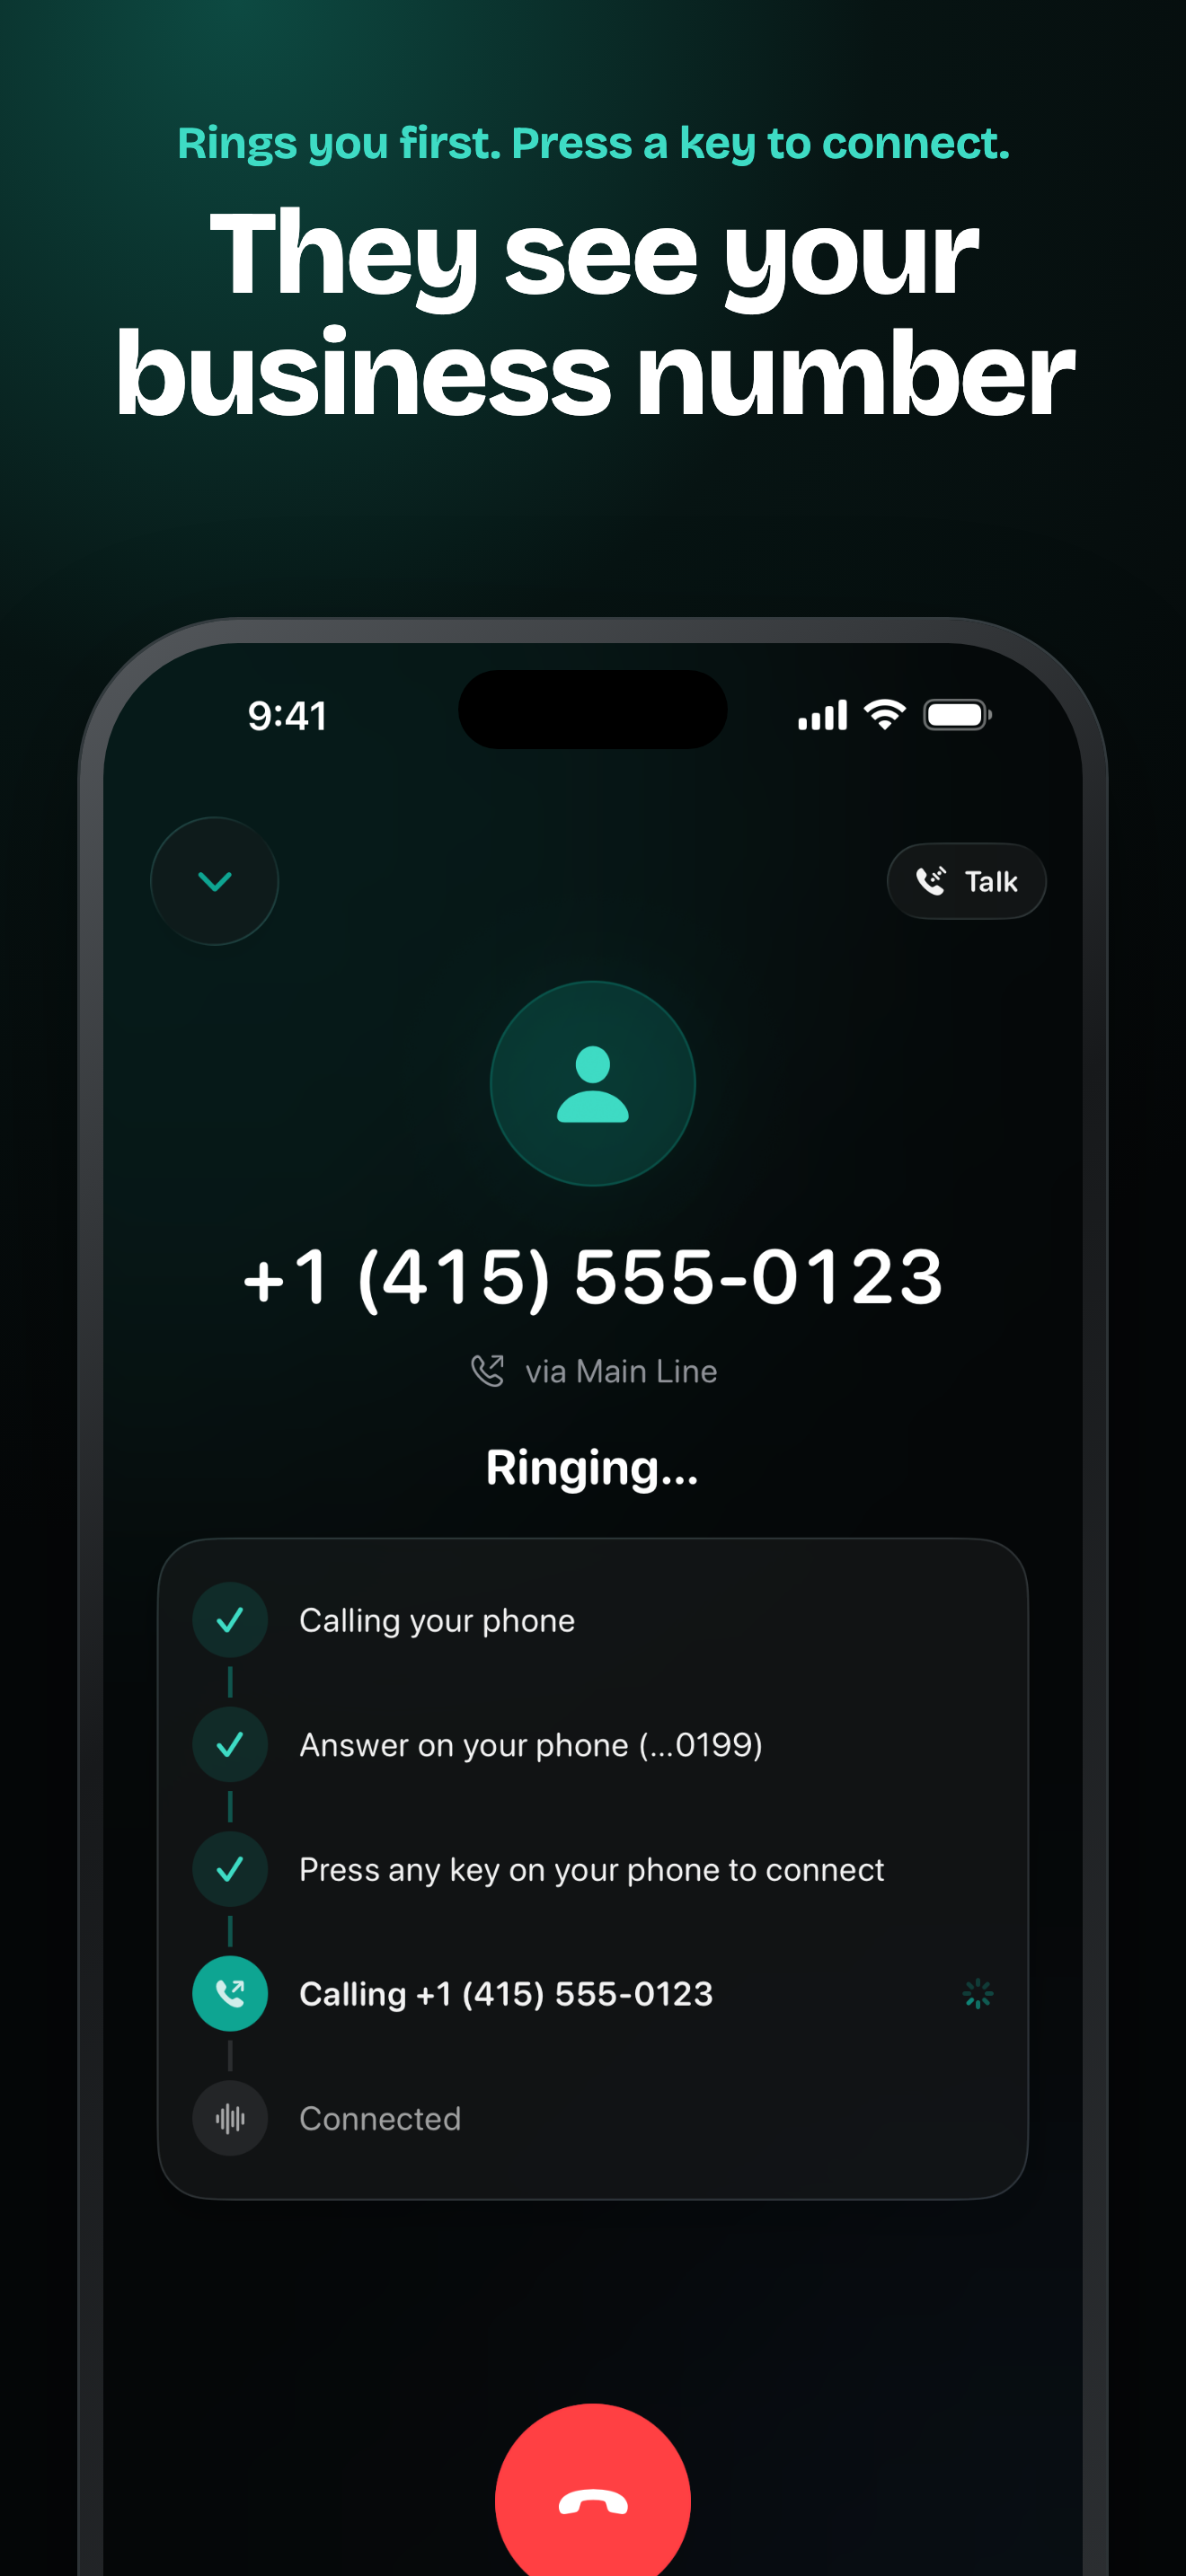 Rings you first. Press a key to connect.
They see your
business number
9:41
Talk
+1 (415) 555-0123
via Main Line
Ringing...
Calling your phone
Answer on your phone (...0199)
Press any key on your phone to connect
Calling +1 (415) 555-0123
Connected